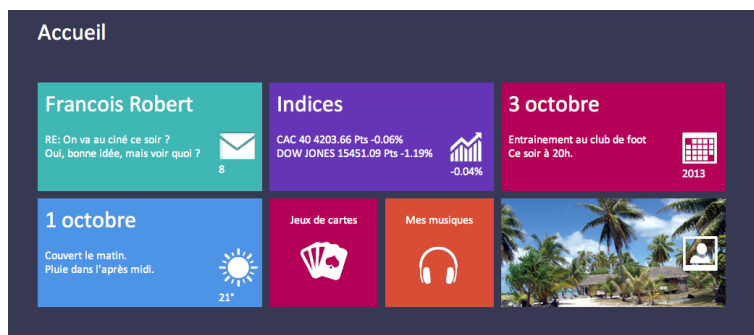 Accueil
Francois Robert
RE: On va au ciné ce soir ?
Oui, bonne idée, mais voir quoi ?
8
Indices
CAC 40 4203.66 Pts -0.06%
DOW JONES 15451.09 Pts -1.19%
-0.04%
3 octobre
Entrainement au club de foot
Ce soir à 20h.
2013
1 octobre
Couvert le matin.
Pluie dans l'après midi.
21°
Jeux de cartes
Mes musiques